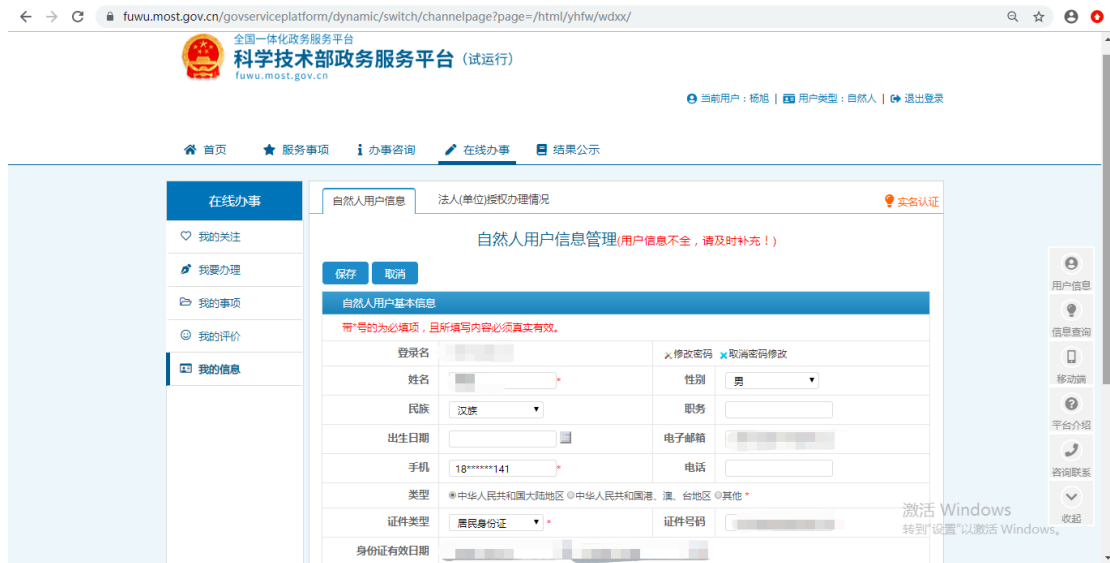 fuwu.most.gov.cn/govserviceplatform/dynamic/switch/channelpage?page=/html/yhfw/wdxx/
全国一体化政务服务平台
科学技术部政务服务平台（试运行）
fuwu.most.gov.cn
当前用户：杨旭 | 用户类型：自然人 | 退出登录
首页 服务事项 办事咨询 在线办事 结果公示
在线办事
我的关注
我要办理
我的事项
我的评价
我的信息
自然人用户信息 法人(单位)授权办理情况 实名认证
自然人用户信息管理(用户信息不全，请及时补充！)
保存 取消
自然人用户基本信息
带*号的为必填项，且所填写内容必须真实有效。
登录名 修改密码 取消密码修改
姓名 * 性别 男
民族 汉族 职务
出生日期 电子邮箱
手机 18******141 * 电话
类型 中华人民共和国大陆地区 中华人民共和国港、澳、台地区 其他 *
证件类型 居民身份证 * 证件号码
身份证有效日期
用户信息
信息查询
移动端
平台介绍
咨询联系
收起
激活 Windows
转到"设置"以激活 Windows。